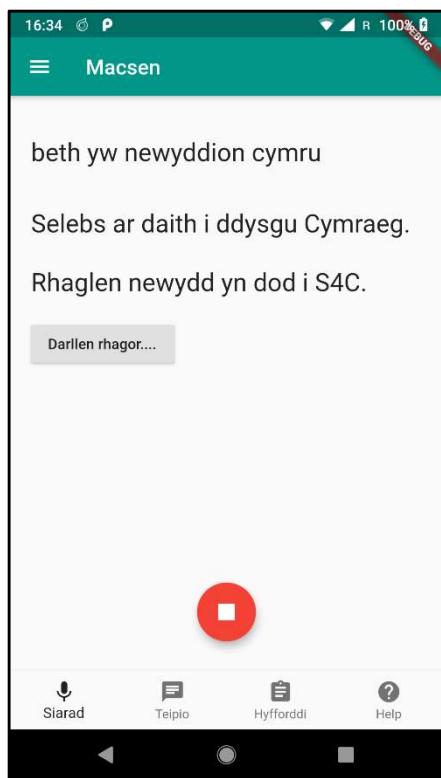 16:34
R 100%
DEBUG
Macsen
beth yw newyddion cymru
Selebs ar daith i ddysgu Cymraeg.
Rhaglen newydd yn dod i S4C.
Darllen rhagor....
Siarad
Teipio
Hyfforddi
Help